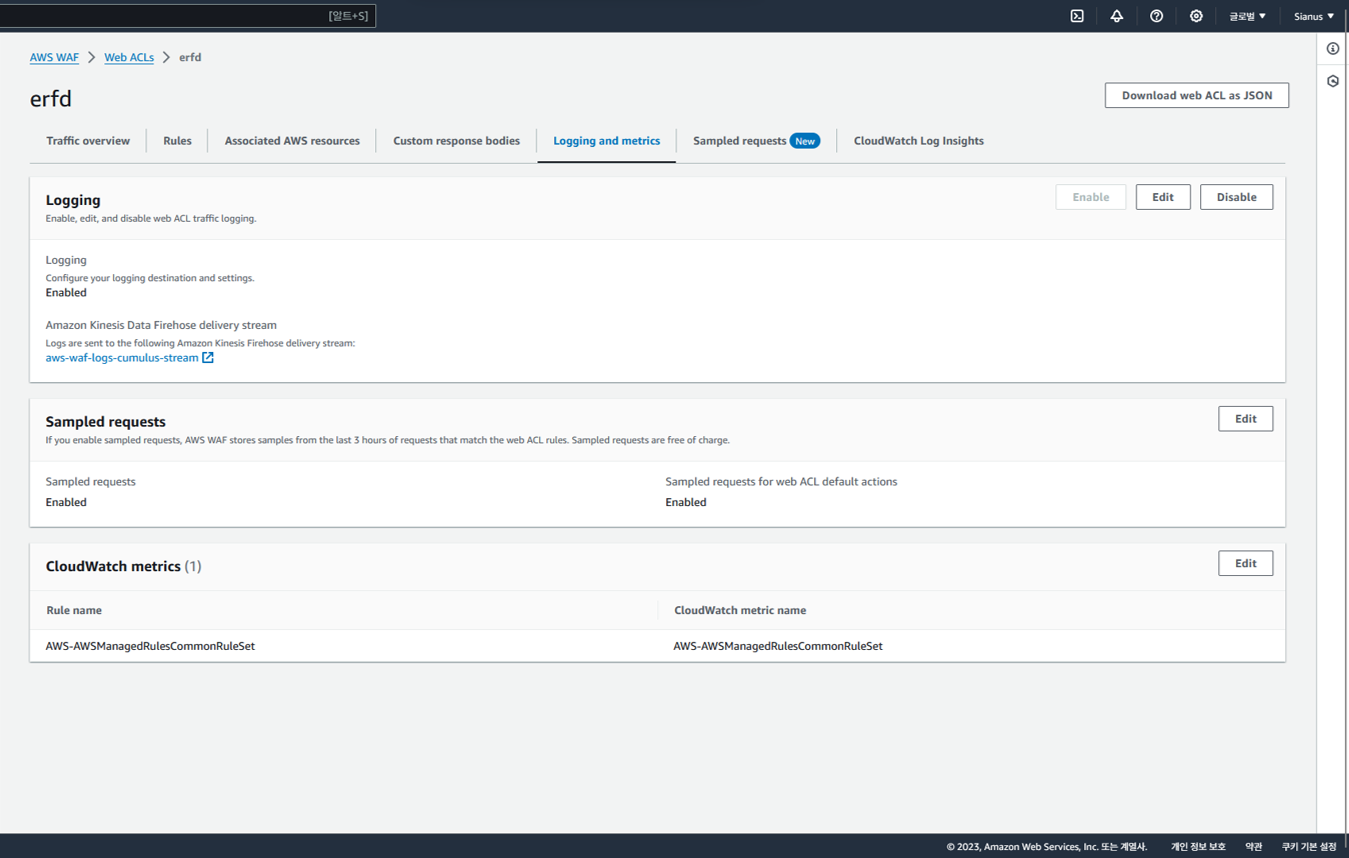 [알트+S]
글로벌 ▼
Sianus ▼
AWS WAF > Web ACLs > erfd
erfd
Download web ACL as JSON
Traffic overview
Rules
Associated AWS resources
Custom response bodies
Logging and metrics
Sampled requests New
CloudWatch Log Insights
Logging
Enable, edit, and disable web ACL traffic logging.
Enable
Edit
Disable
Logging
Configure your logging destination and settings.
Enabled
Amazon Kinesis Data Firehose delivery stream
Logs are sent to the following Amazon Kinesis Firehose delivery stream:
aws-waf-logs-cumulus-stream
Sampled requests
If you enable sampled requests, AWS WAF stores samples from the last 3 hours of requests that match the web ACL rules. Sampled requests are free of charge.
Edit
Sampled requests
Enabled
Sampled requests for web ACL default actions
Enabled
CloudWatch metrics (1)
Edit
Rule name
CloudWatch metric name
AWS-AWSManagedRulesCommonRuleSet
AWS-AWSManagedRulesCommonRuleSet
© 2023, Amazon Web Services, Inc. 또는 계열사.
개인 정보 보호
약관
쿠키 기본 설정